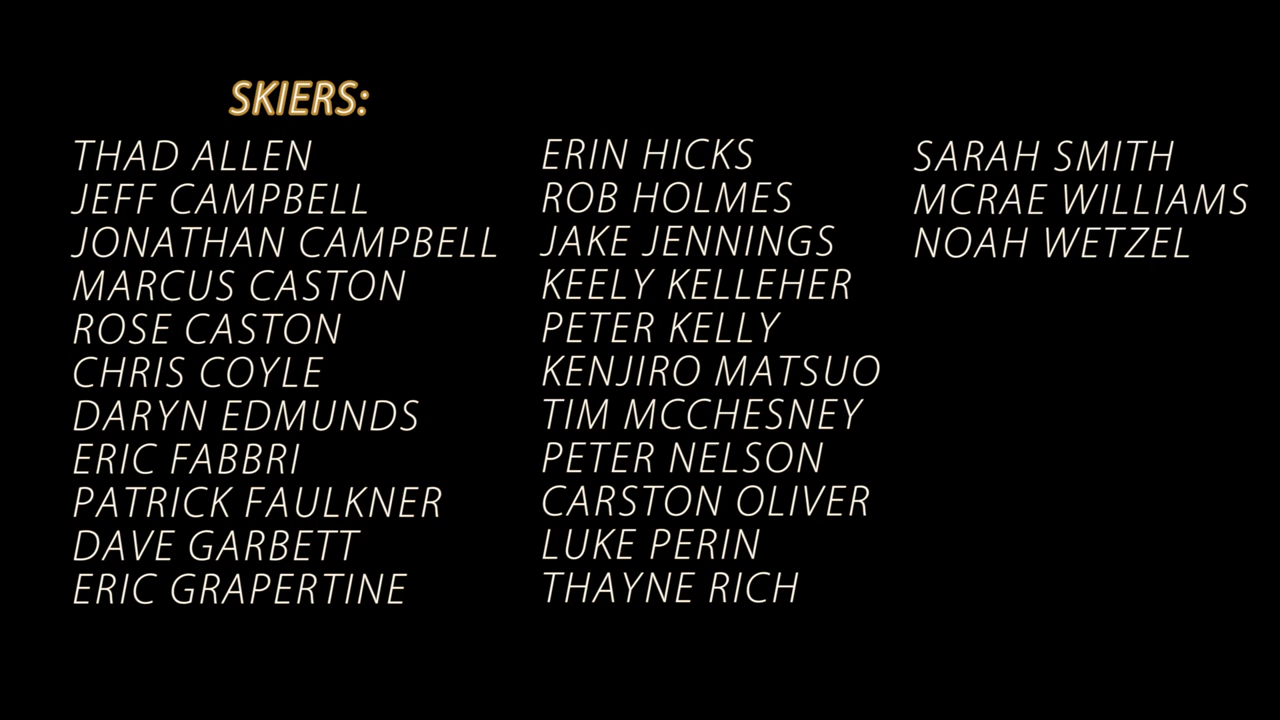 SKIERS:
THAD ALLEN
JEFF CAMPBELL
JONATHAN CAMPBELL
MARCUS CASTON
ROSE CASTON
CHRIS COYLE
DARYN EDMUNDS
ERIC FABBRI
PATRICK FAULKNER
DAVE GARBETT
ERIC GRAPERTINE
ERIN HICKS
ROB HOLMES
JAKE JENNINGS
KEELY KELLEHER
PETER KELLY
KENJIRO MATSUO
TIM MCCHESNEY
PETER NELSON
CARSTON OLIVER
LUKE PERIN
THAYNE RICH
SARAH SMITH
MCRAE WILLIAMS
NOAH WETZEL